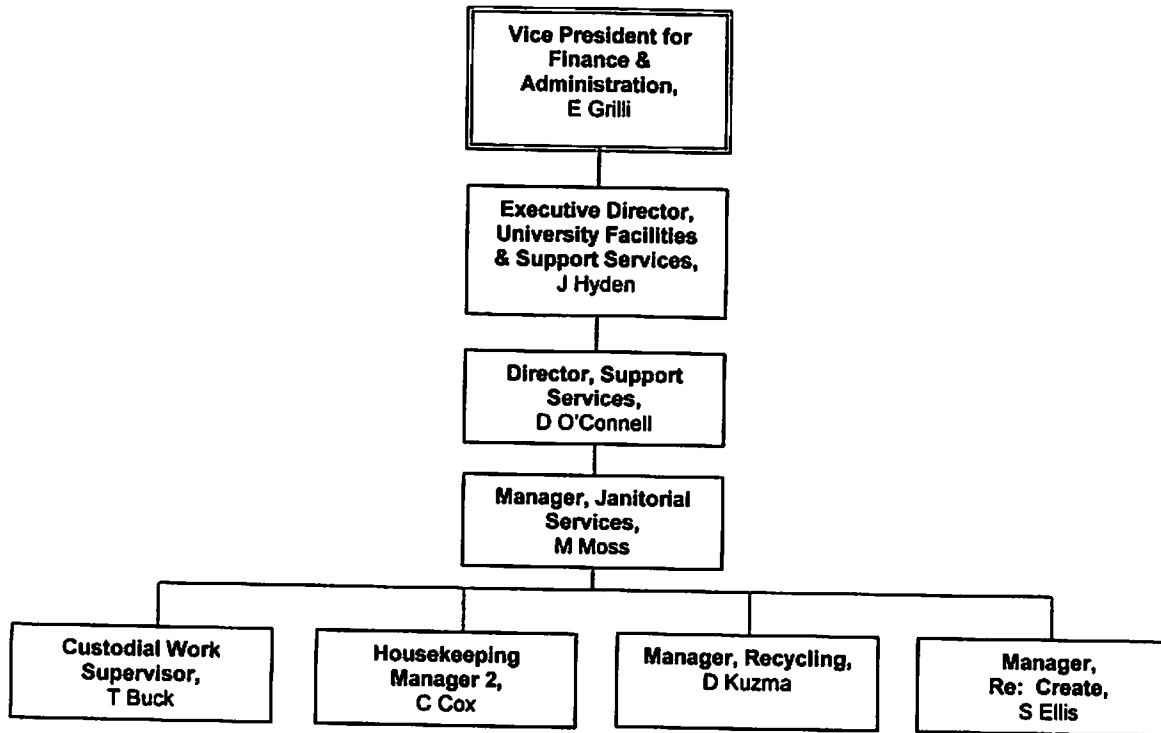 Vice President for
Finance &
Administration,
E Grilli
Executive Director,
University Facilities
& Support Services,
J Hyden
Director, Support
Services,
D O'Connell
Manager, Janitorial
Services,
M Moss
Custodial Work
Supervisor,
T Buck
Housekeeping
Manager 2,
C Cox
Manager, Recycling,
D Kuzma
Manager,
Re: Create,
S Ellis